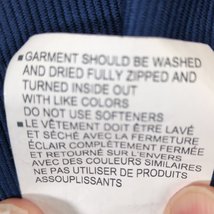 ▪GARMENT SHOULD BE WASHED
AND DRIED FULLY ZIPPED AND
TURNED INSIDE OUT
WITH LIKE COLORS
DO NOT USE SOFTENERS
▪LE VÊTEMENT DOIT ÊTRE LAVÉ
ET SÉCHÉ AVEC LA FERMETURE
ÉCLAIR COMPLÈTEMENT FERMÉE
ET RETOURNÉ SUR L'ENVERS
AVEC DES COULEURS SIMILAIRES
NE PAS UTILISER DE PRODUITS
ASSOUPLISSANTS